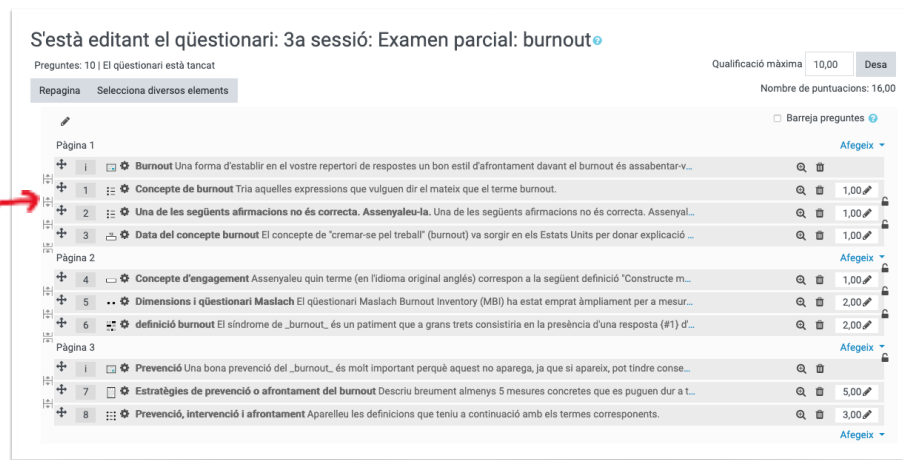 S'està editant el qüestionari: 3a sessió: Examen parcial: burnout
Preguntes: 10 | El qüestionari està tancat
Qualificació màxima 10,00 Desa
Repagina Selecciona diversos elements
Nombre de puntuacions: 16,00
Barreja preguntes
Pàgina 1 Afegeix
i Burnout Una forma d'establir en el vostre repertori de respostes un bon estil d'afrontament davant el burnout és assabentar-v...
1 Concepte de burnout Tria aquelles expressions que vulguen dir el mateix que el terme burnout. 1,00
2 Una de les següents afirmacions no és correcta. Assenyaleu-la. Una de les següents afirmacions no és correcta. Assenyal... 1,00
3 Data del concepte burnout El concepte de "cremar-se pel treball" (burnout) va sorgir en els Estats Units per donar explicació ... 1,00
Pàgina 2 Afegeix
4 Concepte d'engagement Assenyaleu quin terme (en l'idioma original anglés) correspon a la següent definició "Constructe m... 1,00
5 Dimensions i qüestionari Maslach El qüestionari Maslach Burnout Inventory (MBI) ha estat emprat àmpliament per a mesur... 2,00
6 definició burnout El síndrome de _burnout_ és un patiment que a grans trets consistiria en la presència d'una resposta {#1} d'... 2,00
Pàgina 3 Afegeix
i Prevenció Una bona prevenció del _burnout_ és molt important perquè aquest no aparega, ja que si apareix, pot tindre conse...
7 Estratègies de prevenció o afrontament del burnout Descriu breument almenys 5 mesures concretes que es puguen dur a t... 5,00
8 Prevenció, intervenció i afrontament Aparelleu les definicions que teniu a continuació amb els termes corresponents. 3,00
Afegeix